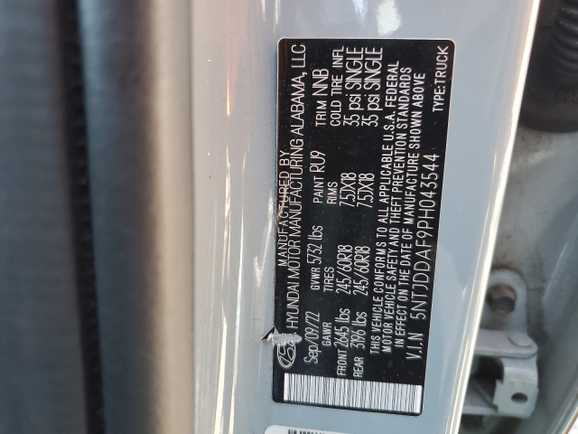 MANUFACTURED BY
HYUNDAI MOTOR MANUFACTURING ALABAMA, LLC
Sep/09/22 GVWR 5732 lbs PAINT RU9 TRIM NNB
GAWR TIRES RIMS COLD TIRE INFL
FRONT 2645 lbs 245/60R18 7.5JX18 35 psi SINGLE
REAR 3196 lbs 245/60R18 7.5JX18 35 psi SINGLE
THIS VEHICLE CONFORMS TO ALL APPLICABLE U.S.A. FEDERAL
MOTOR VEHICLE SAFETY AND THEFT PREVENTION STANDARDS
IN EFFECT ON THE DATE OF MANUFACTURE SHOWN ABOVE
V.I.N 5NTJDDAF9PH043544 TYPE:TRUCK